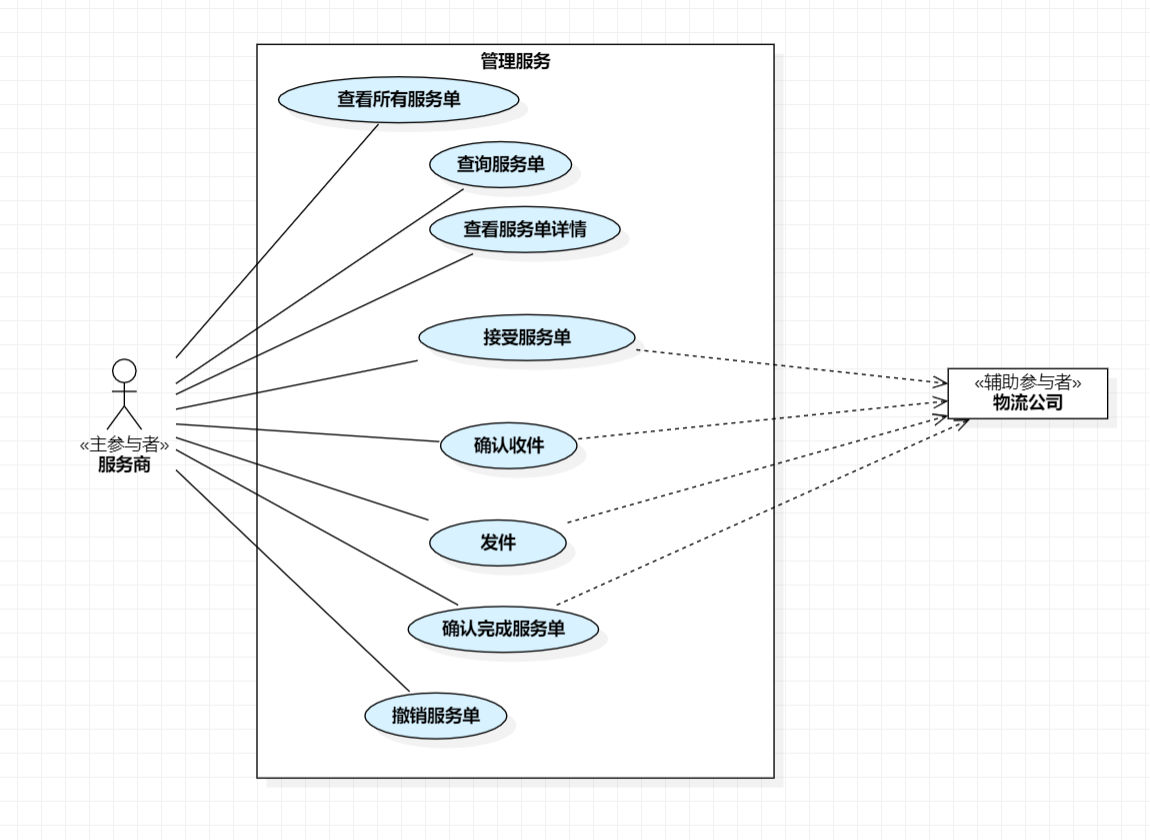 管理服务
查看所有服务单
查询服务单
查看服务单详情
接受服务单
«辅助参与者»
物流公司
«主参与者»
服务商
确认收件
发件
确认完成服务单
撤销服务单